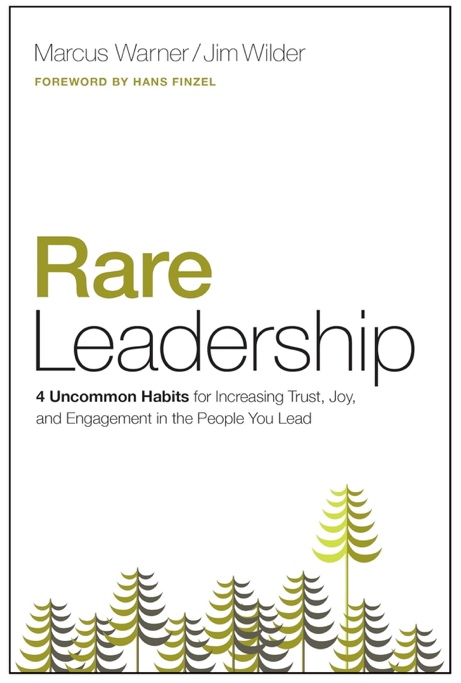 Marcus Warner / Jim Wilder
FOREWORD BY HANS FINZEL
Rare
Leadership
4 Uncommon Habits for Increasing Trust, Joy,
and Engagement in the People You Lead